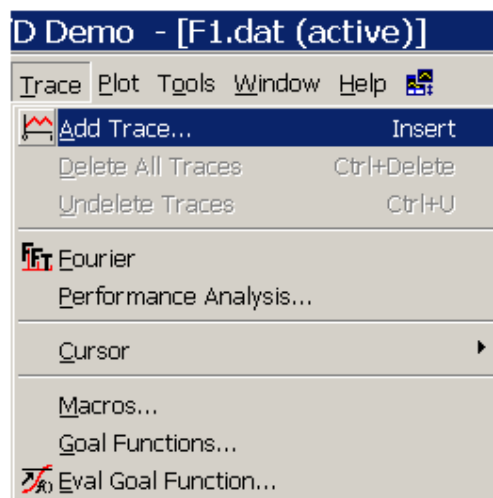 D Demo - [F1.dat (active)]
Trace Plot Tools Window Help
Add Trace... Insert
Delete All Traces Ctrl+Delete
Undelete Traces Ctrl+U
FFT Fourier
Performance Analysis...
Cursor
Macros...
Goal Functions...
Eval Goal Function...